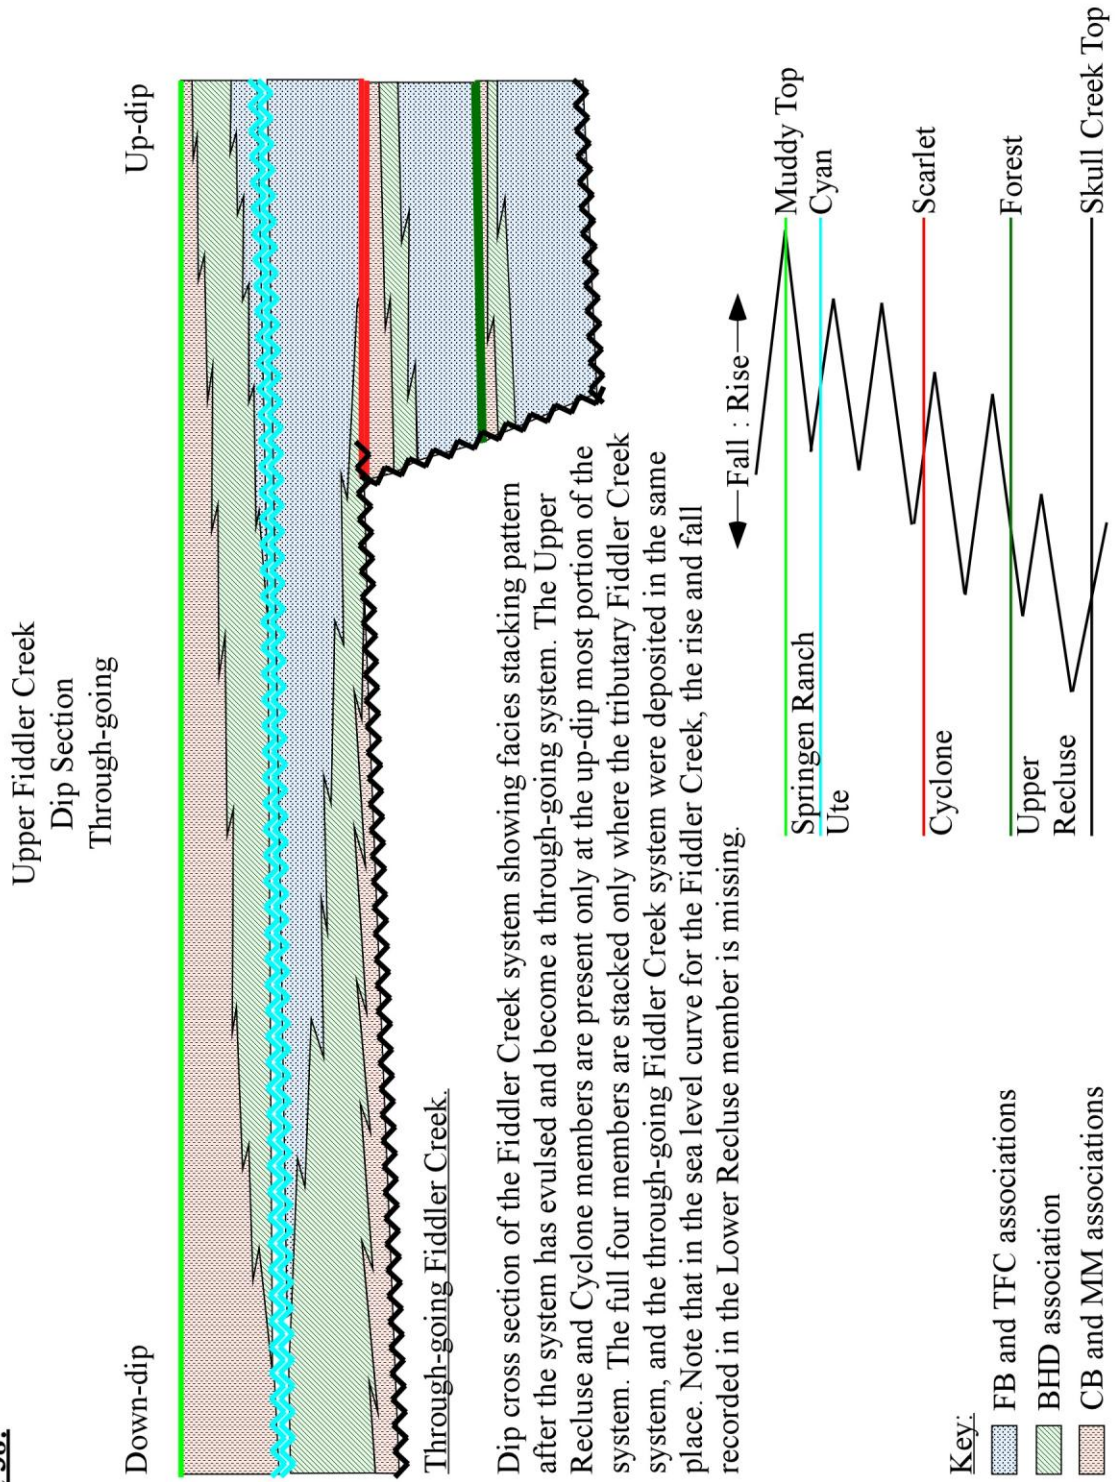 Upper Fiddler Creek
Dip Section
Through-going
Down-dip
Up-dip
Through-going Fiddler Creek.
Dip cross section of the Fiddler Creek system showing facies stacking pattern
after the system has evulsed and become a through-going system. The Upper
Recluse and Cyclone members are present only at the up-dip most portion of the
system. The full four members are stacked only where the tributary Fiddler Creek
system, and the through-going Fiddler Creek system were deposited in the same
place. Note that in the sea level curve for the Fiddler Creek, the rise and fall
recorded in the Lower Recluse member is missing.
Fall : Rise
Muddy Top
Springen Ranch
Cyan
Ute
Scarlet
Cyclone
Forest
Upper
Recluse
Skull Creek Top
Key:
FB and TFC associations
BHD association
CB and MM associations